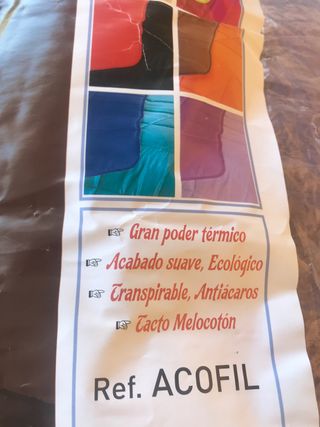 Gran poder térmico
Acabado suave, Ecológico
Transpirable, Antiácaros
Tacto Melocotón
Ref. ACOFIL